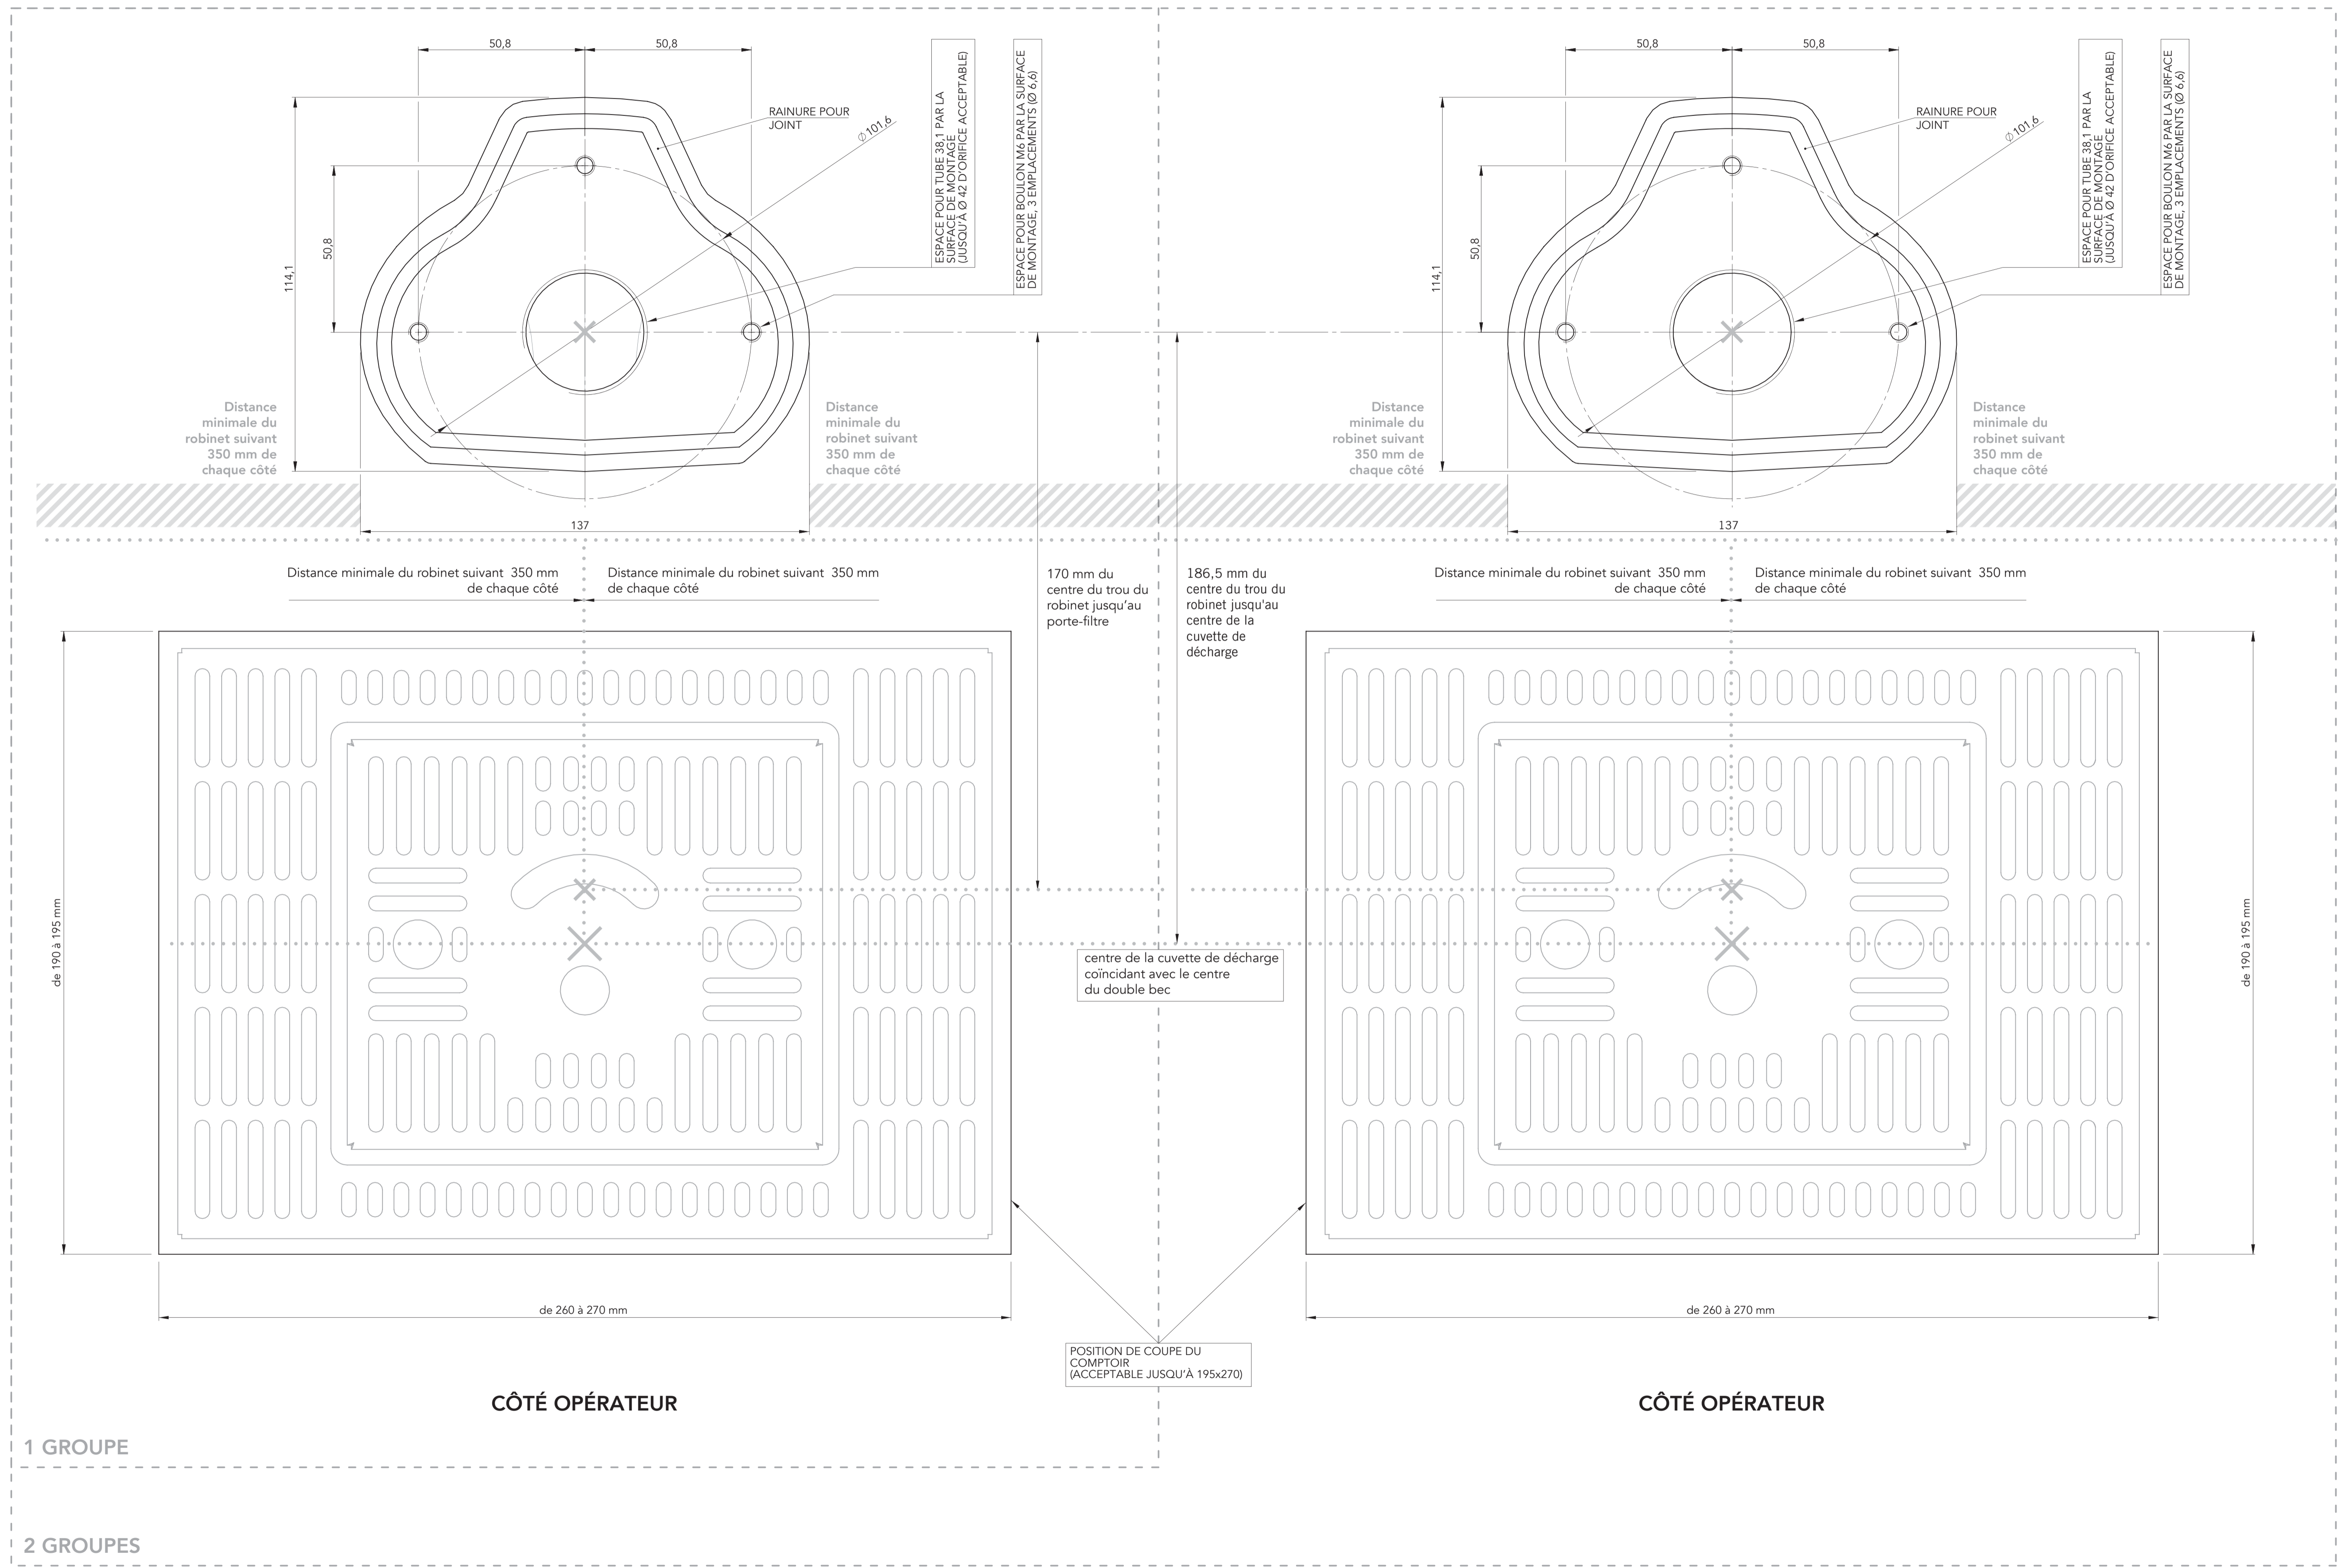 50,8
50,8
114,1
50,8
RAINURE POUR
JOINT
Ø 101,6
ESPACE POUR TUBE 38,1 PAR LA
SURFACE DE MONTAGE
(JUSQU'À Ø 42 D'ORIFICE ACCEPTABLE)
ESPACE POUR BOULON M6 PAR LA SURFACE
DE MONTAGE, 3 EMPLACEMENTS (Ø 6,6)
Distance
minimale du
robinet suivant
350 mm de
chaque côté
Distance
minimale du
robinet suivant
350 mm de
chaque côté
137
50,8
50,8
114,1
50,8
RAINURE POUR
JOINT
Ø 101,6
ESPACE POUR TUBE 38,1 PAR LA
SURFACE DE MONTAGE
(JUSQU'À Ø 42 D'ORIFICE ACCEPTABLE)
ESPACE POUR BOULON M6 PAR LA SURFACE
DE MONTAGE, 3 EMPLACEMENTS (Ø 6,6)
Distance
minimale du
robinet suivant
350 mm de
chaque côté
Distance
minimale du
robinet suivant
350 mm de
chaque côté
137
Distance minimale du robinet suivant 350 mm
de chaque côté
Distance minimale du robinet suivant 350 mm
de chaque côté
170 mm du
centre du trou du
robinet jusqu'au
porte-filtre
186,5 mm du
centre du trou du
robinet jusqu'au
centre de la
cuvette de
décharge
Distance minimale du robinet suivant 350 mm
de chaque côté
Distance minimale du robinet suivant 350 mm
de chaque côté
de 190 à 195 mm
centre de la cuvette de décharge
coïncidant avec le centre
du double bec
de 190 à 195 mm
de 260 à 270 mm
de 260 à 270 mm
POSITION DE COUPE DU
COMPTOIR
(ACCEPTABLE JUSQU'À 195x270)
CÔTÉ OPÉRATEUR
CÔTÉ OPÉRATEUR
1 GROUPE
2 GROUPES